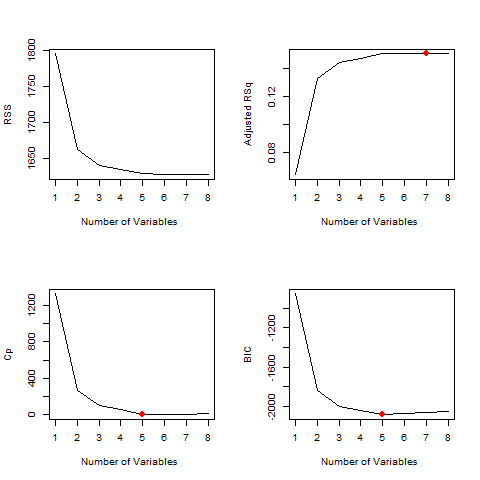 RSS
1650 1700 1750 1800
1 2 3 4 5 6 7 8
Number of Variables
Adjusted RSq
0.08 0.12
1 2 3 4 5 6 7 8
Number of Variables
Cp
0 400 800 1200
1 2 3 4 5 6 7 8
Number of Variables
BIC
-2000 -1600 -1200
1 2 3 4 5 6 7 8
Number of Variables